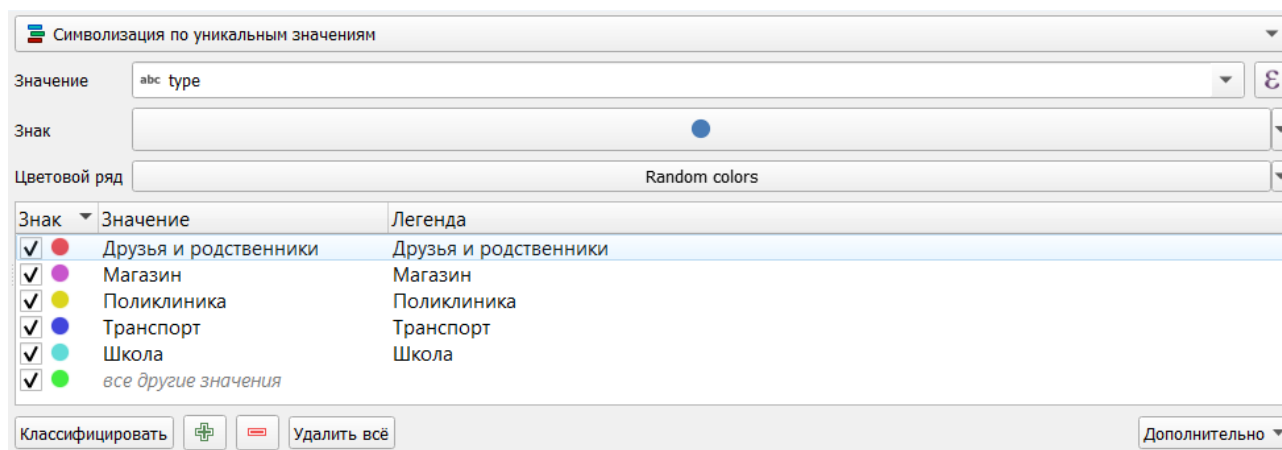 Символизация по уникальным значениям
Значение abc type ε
Знак
Цветовой ряд Random colors
Знак Значение Легенда
Друзья и родственники Друзья и родственники
Магазин Магазин
Поликлиника Поликлиника
Транспорт Транспорт
Школа Школа
все другие значения
Классифицировать Удалить всё Дополнительно